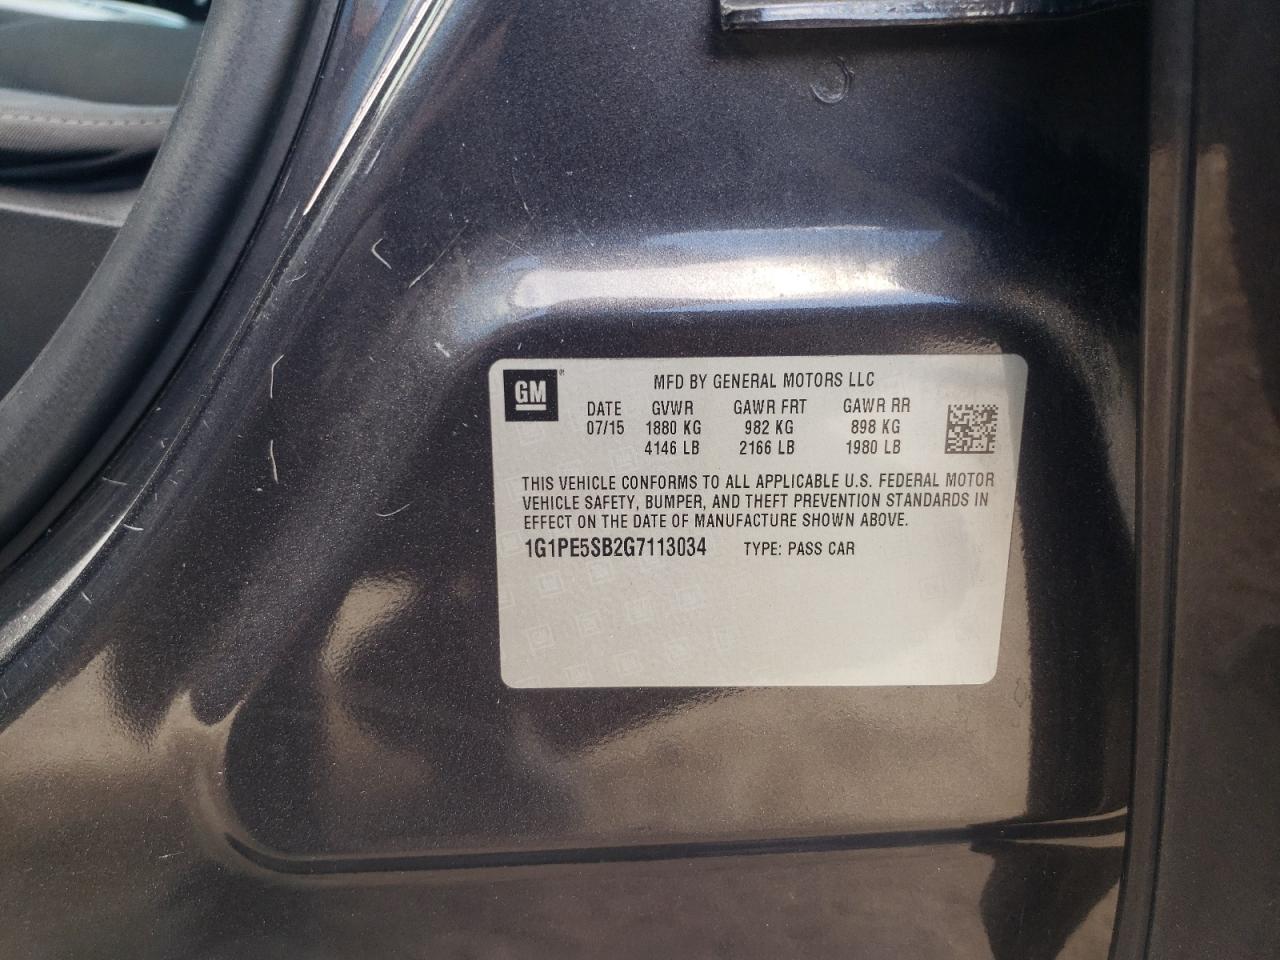 GM®
MFD BY GENERAL MOTORS LLC
DATE GVWR GAWR FRT GAWR RR
07/15 1880 KG 982 KG 898 KG
4146 LB 2166 LB 1980 LB
THIS VEHICLE CONFORMS TO ALL APPLICABLE U.S. FEDERAL MOTOR
VEHICLE SAFETY, BUMPER, AND THEFT PREVENTION STANDARDS IN
EFFECT ON THE DATE OF MANUFACTURE SHOWN ABOVE.
1G1PE5SB2G7113034 TYPE: PASS CAR